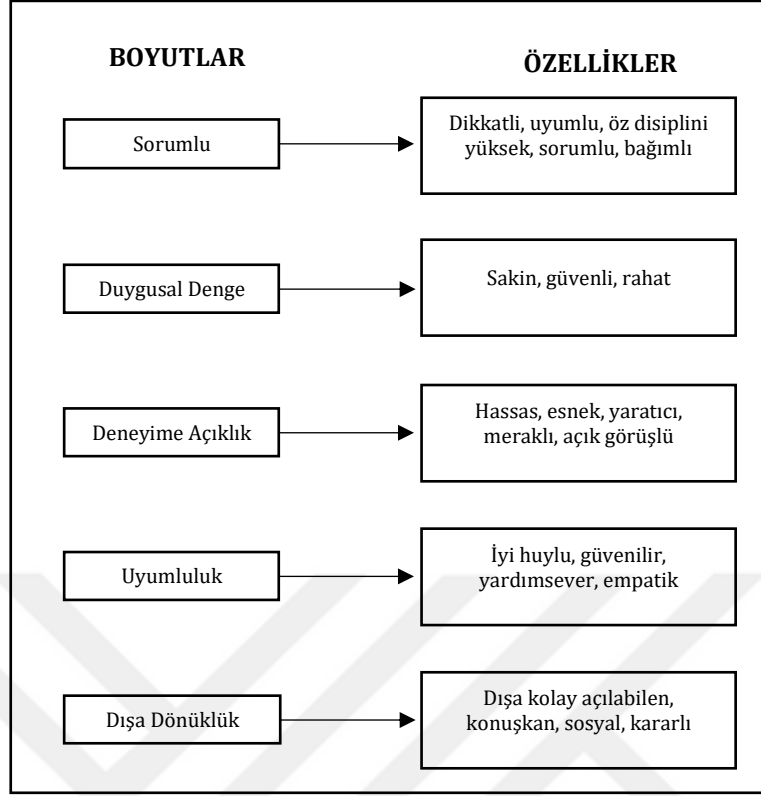 BOYUTLAR
ÖZELLİKLER
Sorumlu
Dikkatli, uyumlu, öz disiplini
yüksek, sorumlu, bağımlı
Duygusal Denge
Sakin, güvenli, rahat
Deneyime Açıklık
Hassas, esnek, yaratıcı,
meraklı, açık görüşlü
Uyumluluk
İyi huylu, güvenilir,
yardımsever, empatik
Dışa Dönüklük
Dışa kolay açılabilen,
konuşkan, sosyal, kararlı